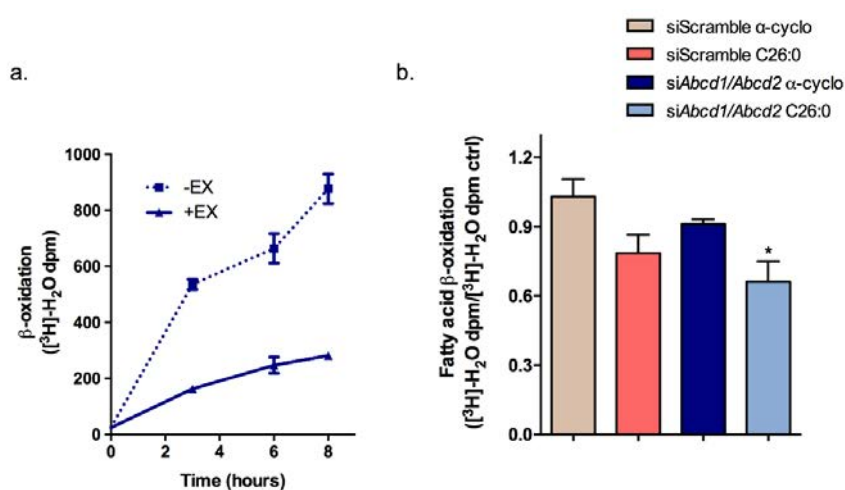 a.
β-oxidation
([³H]-H₂O dpm)
1000
800
600
400
200
0
-EX
+EX
0
2
4
6
8
Time (hours)
b.
siScramble α-cyclo
siScramble C26:0
siAbcd1/Abcd2 α-cyclo
siAbcd1/Abcd2 C26:0
Fatty acid β-oxidation
([³H]-H₂O dpm/[³H]-H₂O dpm ctrl)
1.2
0.9
0.6
0.3
0.0
*